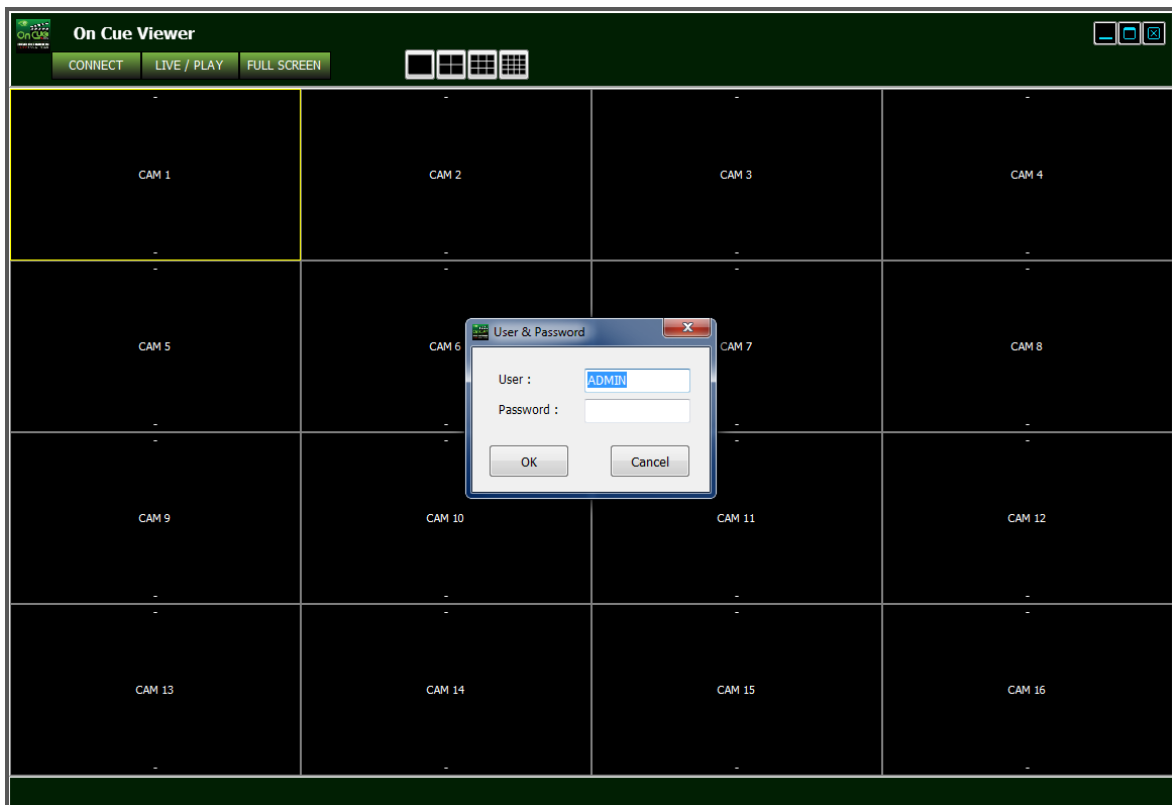 On Cue
On Cue Viewer
CONNECT
LIVE / PLAY
FULL SCREEN
-
-
-
-
CAM 1
CAM 2
CAM 3
CAM 4
-
-
-
-
-
-
-
CAM 5
CAM 6
CAM 7
CAM 8
User & Password
User :
ADMIN
Password :
OK
Cancel
-
-
-
-
-
-
-
-
CAM 9
CAM 10
CAM 11
CAM 12
-
-
-
-
-
-
-
-
CAM 13
CAM 14
CAM 15
CAM 16
-
-
-
-